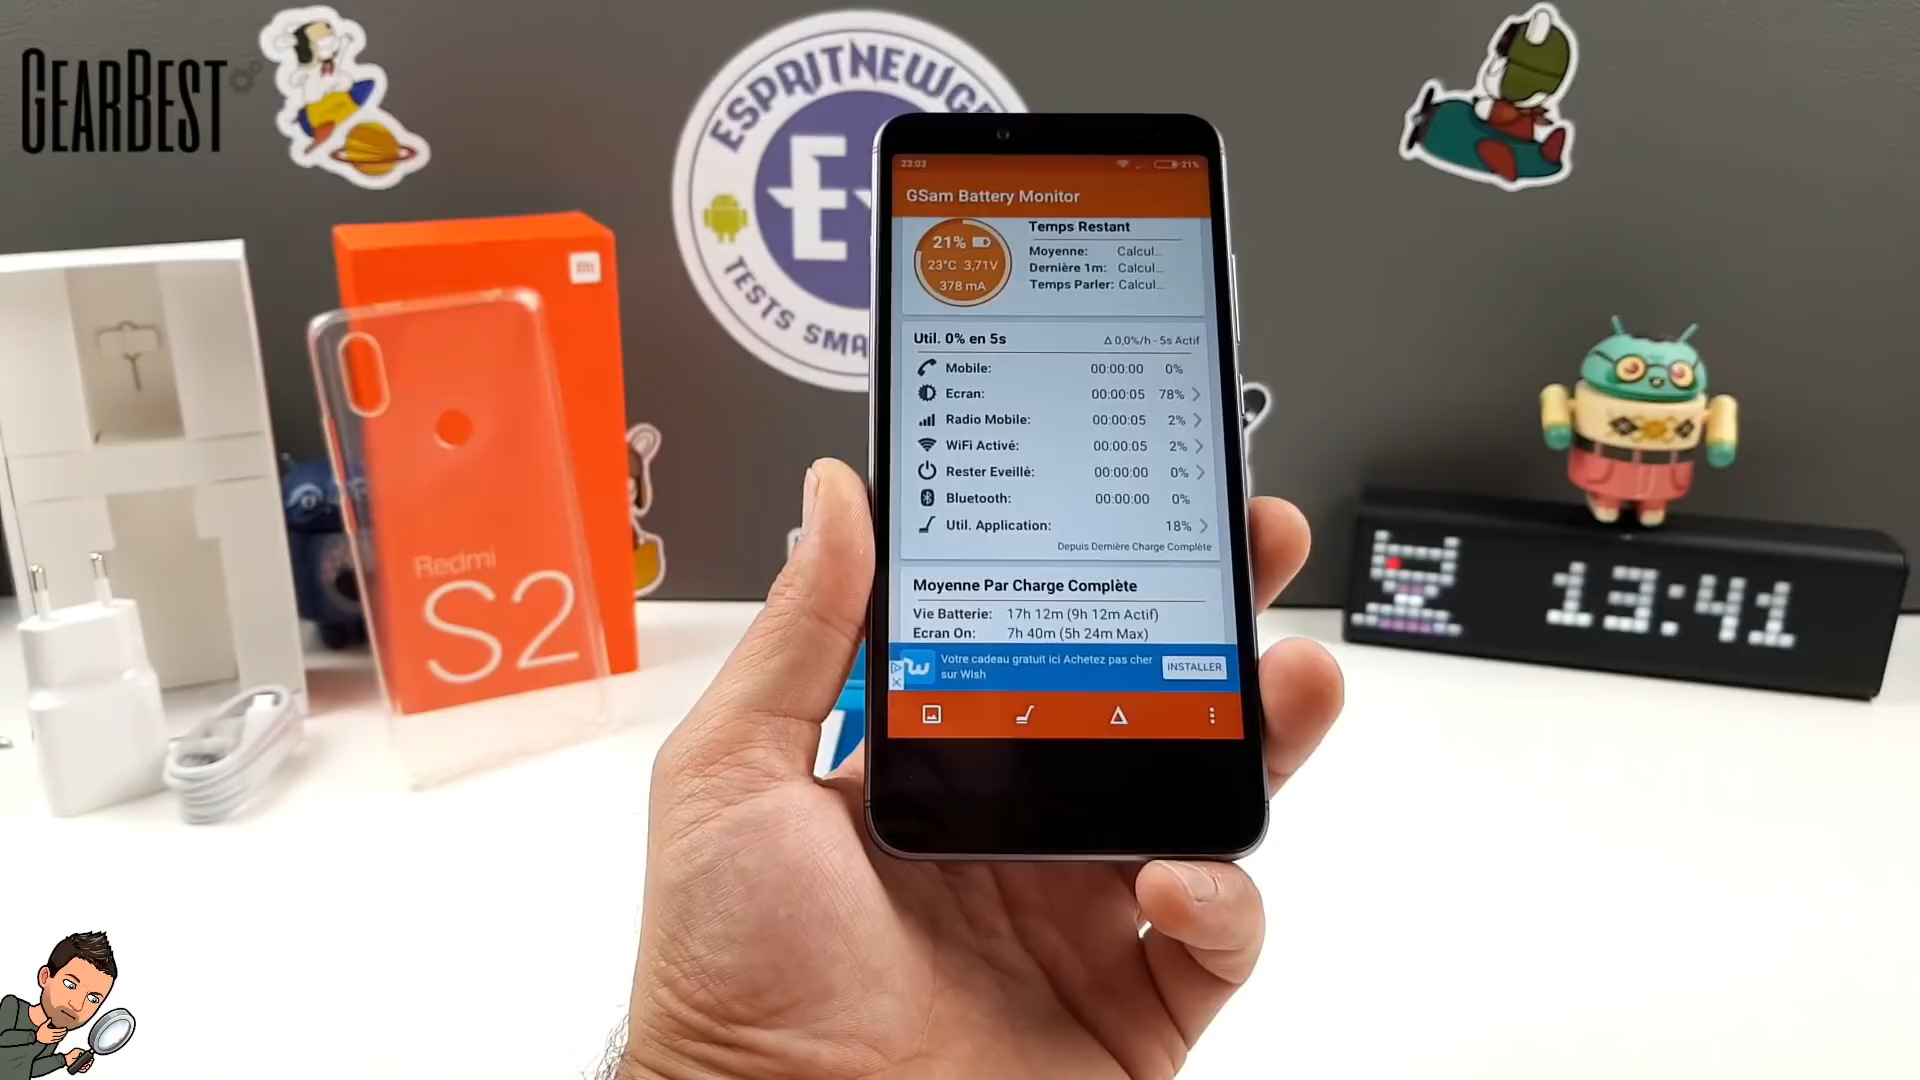 GEARBEST
ESPRITNEWGE
TESTS SMA
E
mi
Redmi
S2
23:03
21%
GSam Battery Monitor
21%
23°C 3,71V
378 mA
Temps Restant
Moyenne: Calcul...
Dernière 1m: Calcul...
Temps Parler: Calcul...
Util. 0% en 5s
Δ 0,0%/h - 5s Actif
Mobile: 00:00:00 0%
Ecran: 00:00:05 78%
Radio Mobile: 00:00:05 2%
WiFi Activé: 00:00:05 2%
Rester Eveillé: 00:00:00 0%
Bluetooth: 00:00:00 0%
Util. Application: 18%
Depuis Dernière Charge Complète
Moyenne Par Charge Complète
Vie Batterie: 17h 12m (9h 12m Actif)
Ecran On: 7h 40m (5h 24m Max)
Votre cadeau gratuit ici Achetez pas cher
sur Wish
INSTALLER
13:41